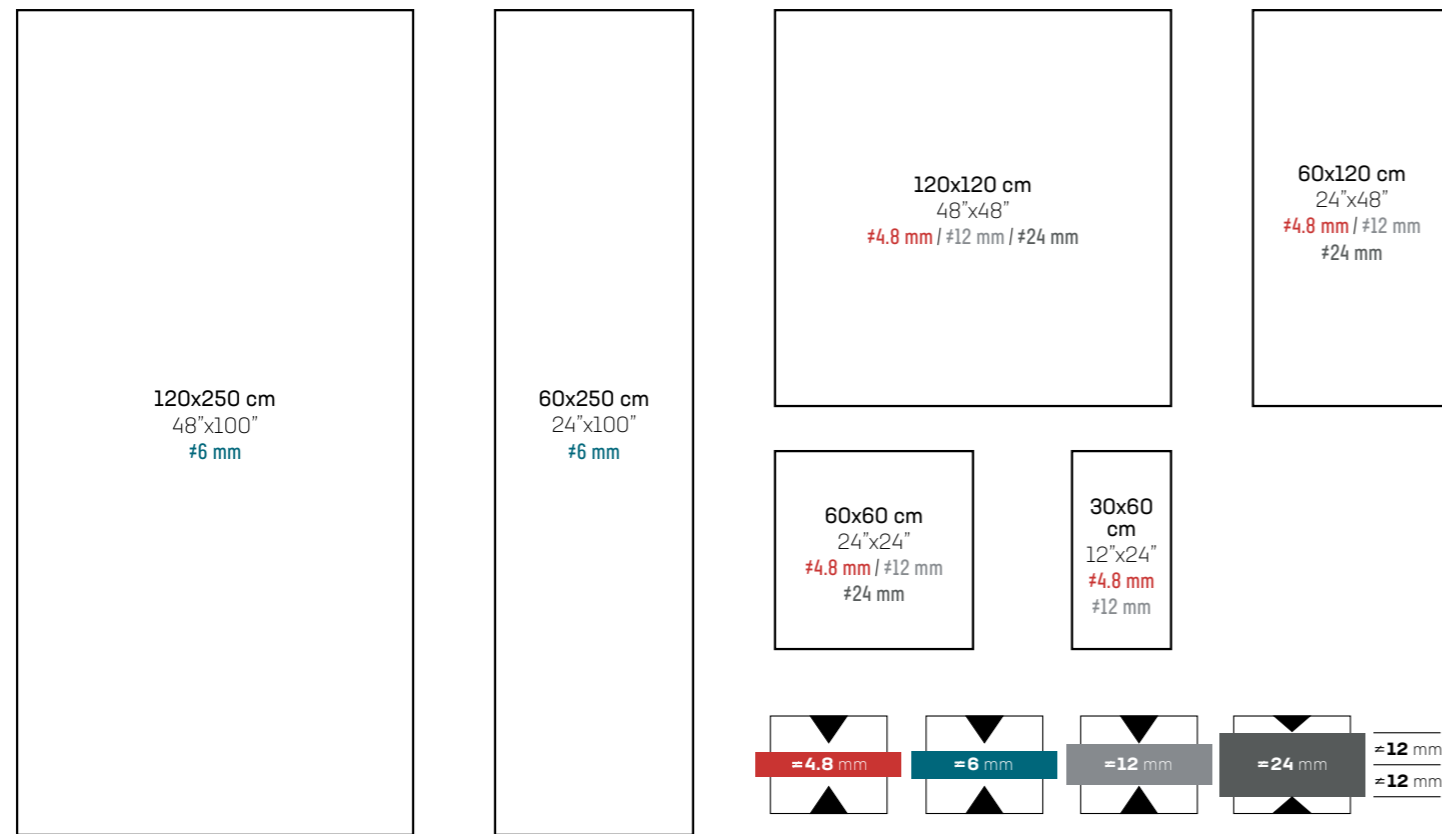 120x250 cm
48”x100”
≠6 mm
60x250 cm
24”x100”
≠6 mm
120x120 cm
48”x48”
≠4.8 mm / ≠12 mm / ≠24 mm
60x120 cm
24”x48”
≠4.8 mm / ≠12 mm
≠24 mm
60x60 cm
24”x24”
≠4.8 mm / ≠12 mm
≠24 mm
30x60
cm
12”x24”
≠4.8 mm
≠12 mm
≠4.8 mm
≠6 mm
≠12 mm
≠24 mm
≠12 mm
≠12 mm